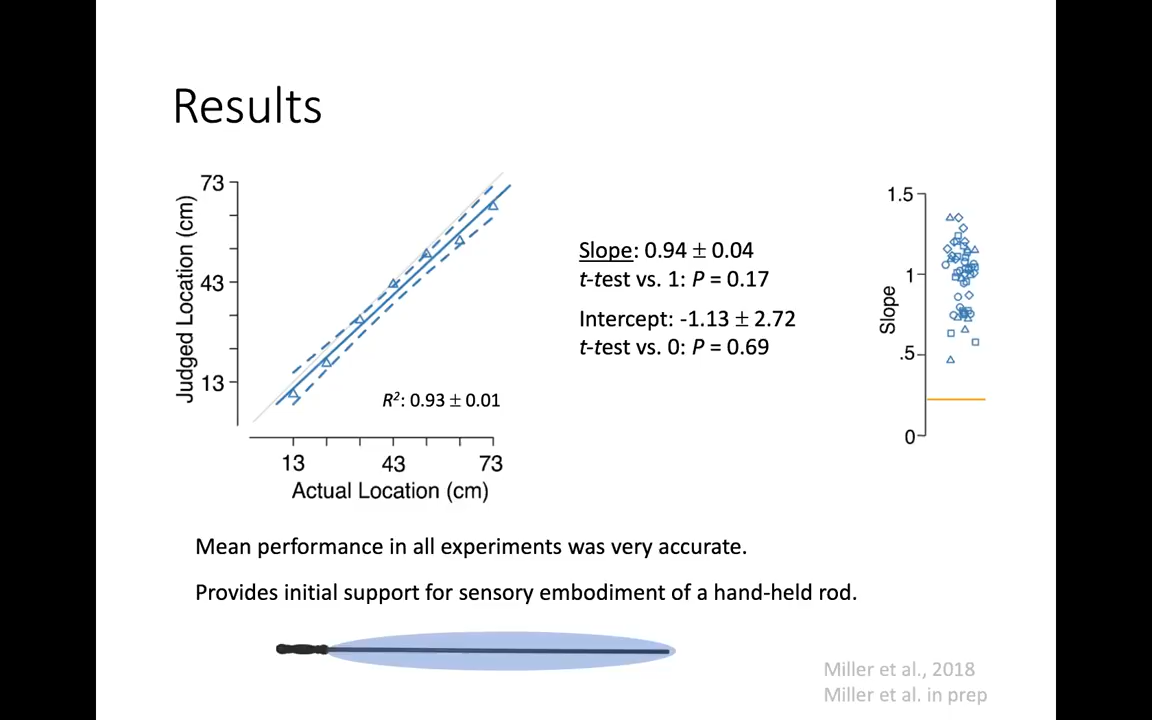 Results
73
43
13
Judged Location (cm)
R²: 0.93 ± 0.01
13 43 73
Actual Location (cm)
Slope: 0.94 ± 0.04
t-test vs. 1: P = 0.17
Intercept: -1.13 ± 2.72
t-test vs. 0: P = 0.69
1.5
1
.5
0
Slope
Mean performance in all experiments was very accurate.
Provides initial support for sensory embodiment of a hand-held rod.
Miller et al., 2018
Miller et al. in prep